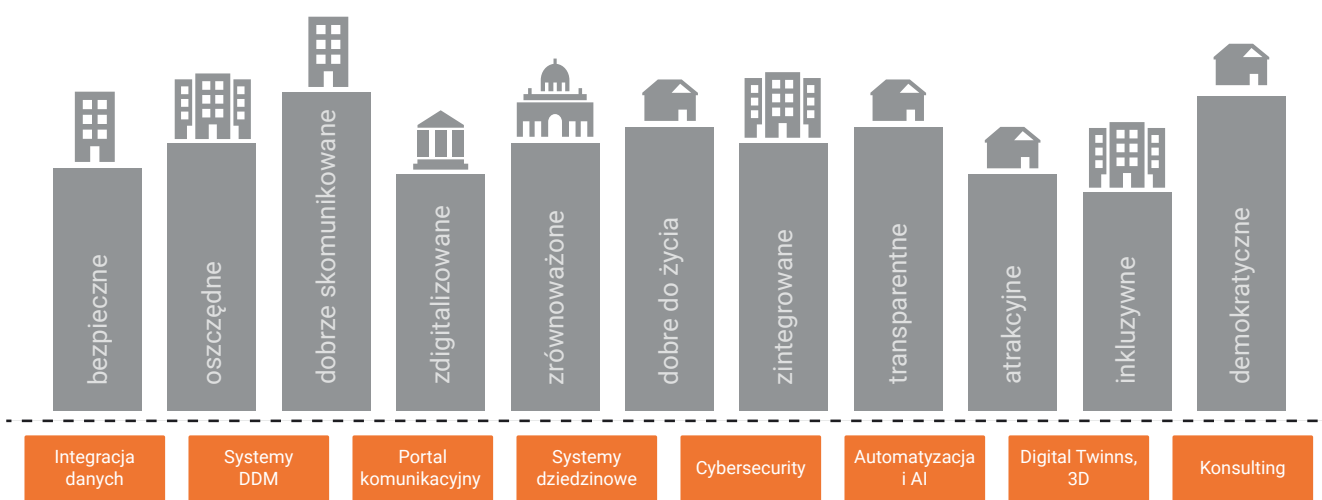 bezpieczne
oszczędne
dobrze skomunikowane
zdigitalizowane
zrównoważone
dobre do życia
zintegrowane
transparentne
atrakcyjne
inkluzywne
demokratyczne
Integracja
danych
Systemy
DDM
Portal
komunikacyjny
Systemy
dziedzinowe
Cybersecurity
Automatyzacja
i AI
Digital Twinns,
3D
Konsulting